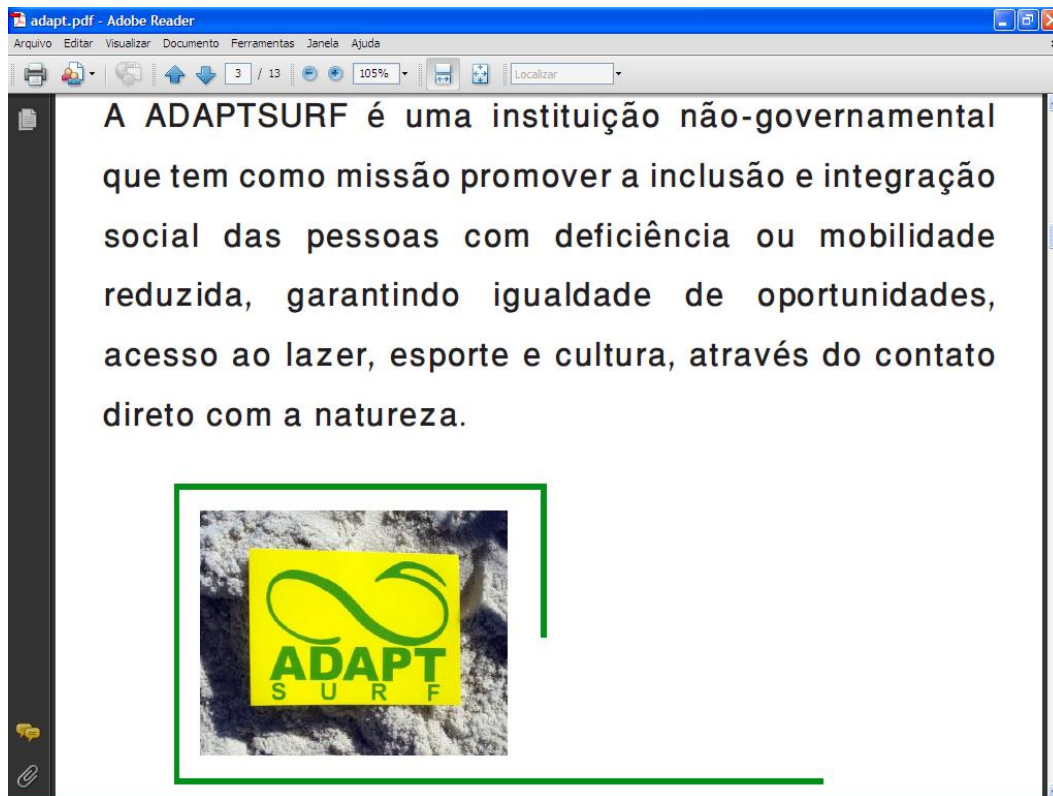 adapt.pdf - Adobe Reader
Arquivo Editar Visualizar Documento Ferramentas Janela Ajuda
3 / 13 105% Localizar
A ADAPTSURF é uma instituição não-governamental
que tem como missão promover a inclusão e integração
social das pessoas com deficiência ou mobilidade
reduzida, garantindo igualdade de oportunidades,
acesso ao lazer, esporte e cultura, através do contato
direto com a natureza.
ADAPT
SURF